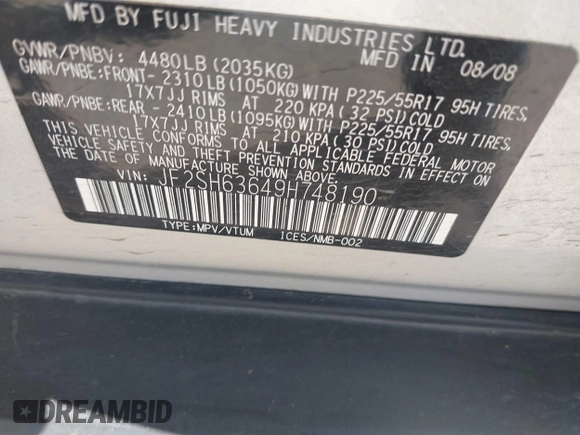 MFD BY FUJI HEAVY INDUSTRIES LTD.
GVWR/PNBV: 4480LB (2035KG) MFD IN 08/08
GAWR/PNBE:FRONT- 2310LB (1050KG) WITH P225/55R17 95H TIRES,
17X7JJ RIMS AT 220 KPA ( 32 PSI) COLD
GAWR/PNBE:REAR - 2410LB (1095KG) WITH P225/55R17 95H TIRES,
17X7JJ RIMS AT 210 KPA ( 30 PSI) COLD
THIS VEHICLE CONFORMS TO ALL APPLICABLE FEDERAL MOTOR
VEHICLE SAFETY AND THEFT PREVENTION STANDARDS IN EFFECT ON
THE DATE OF MANUFACTURE SHOWN ABOVE.
VIN: JF2SH63649H748190
TYPE:MPV/VTUM ICES/NMB-002
DREAMBID